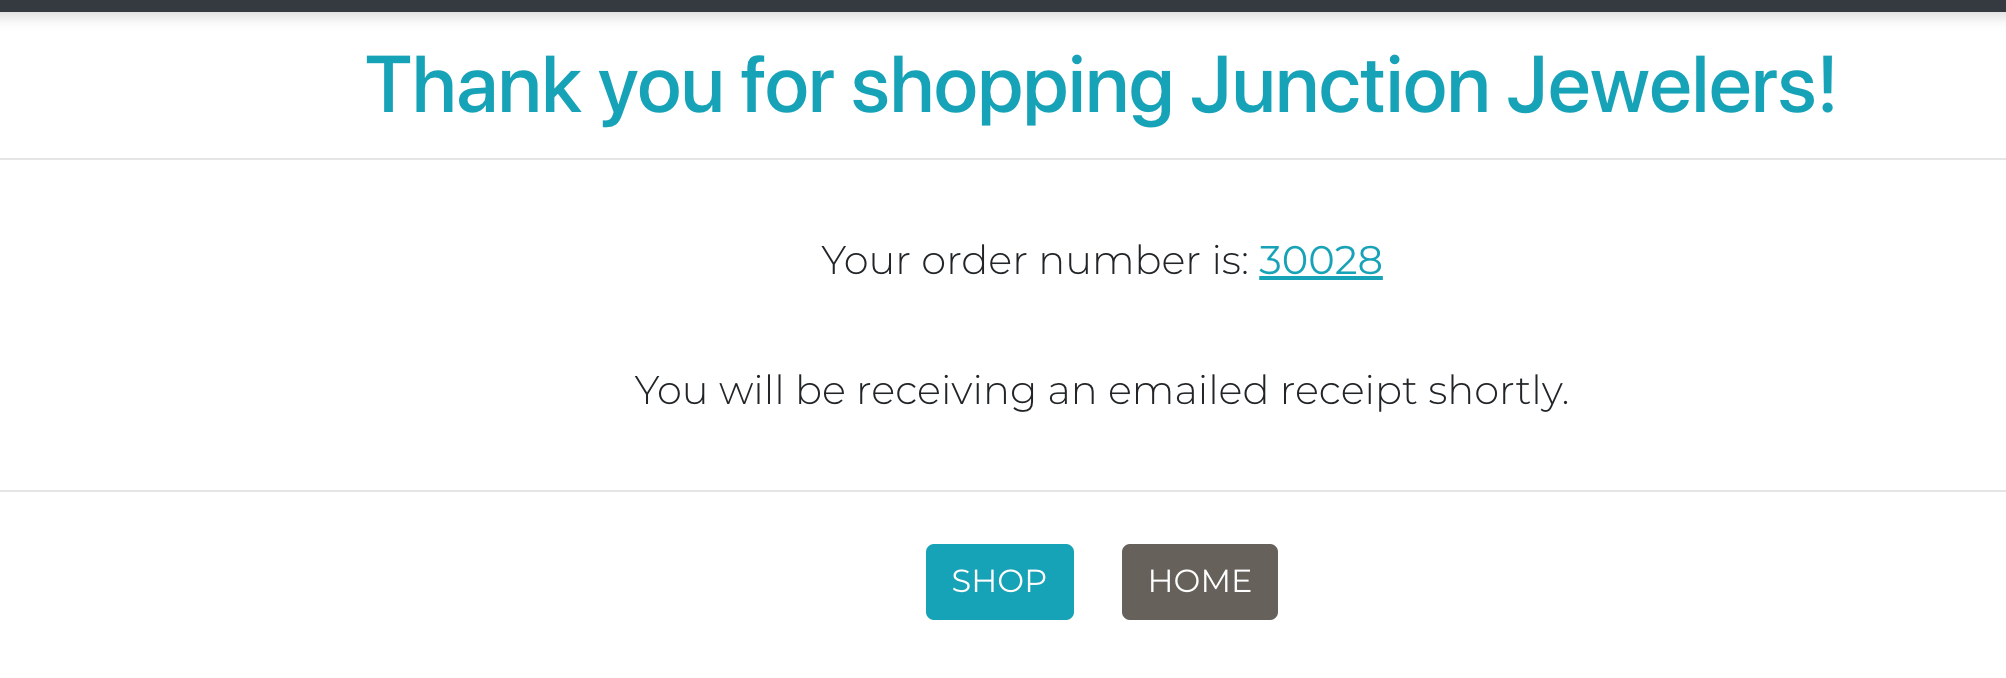 Thank you for shopping Junction Jewelers!
Your order number is: 30028
You will be receiving an emailed receipt shortly.
SHOP
HOME